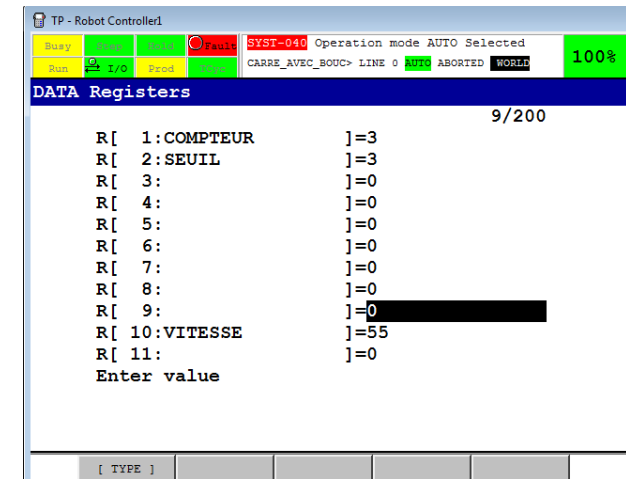 TP - Robot Controller1
Busy Step Hold Fault SYST-040 Operation mode AUTO Selected
Run I/O Prod TCyc CARRE_AVEC_BOUC> LINE 0 AUTO ABORTED WORLD 100%
DATA Registers
9/200
R[ 1:COMPTEUR ]=3
R[ 2:SEUIL ]=3
R[ 3: ]=0
R[ 4: ]=0
R[ 5: ]=0
R[ 6: ]=0
R[ 7: ]=0
R[ 8: ]=0
R[ 9: ]=0
R[ 10:VITESSE ]=55
R[ 11: ]=0
Enter value
[ TYPE ]